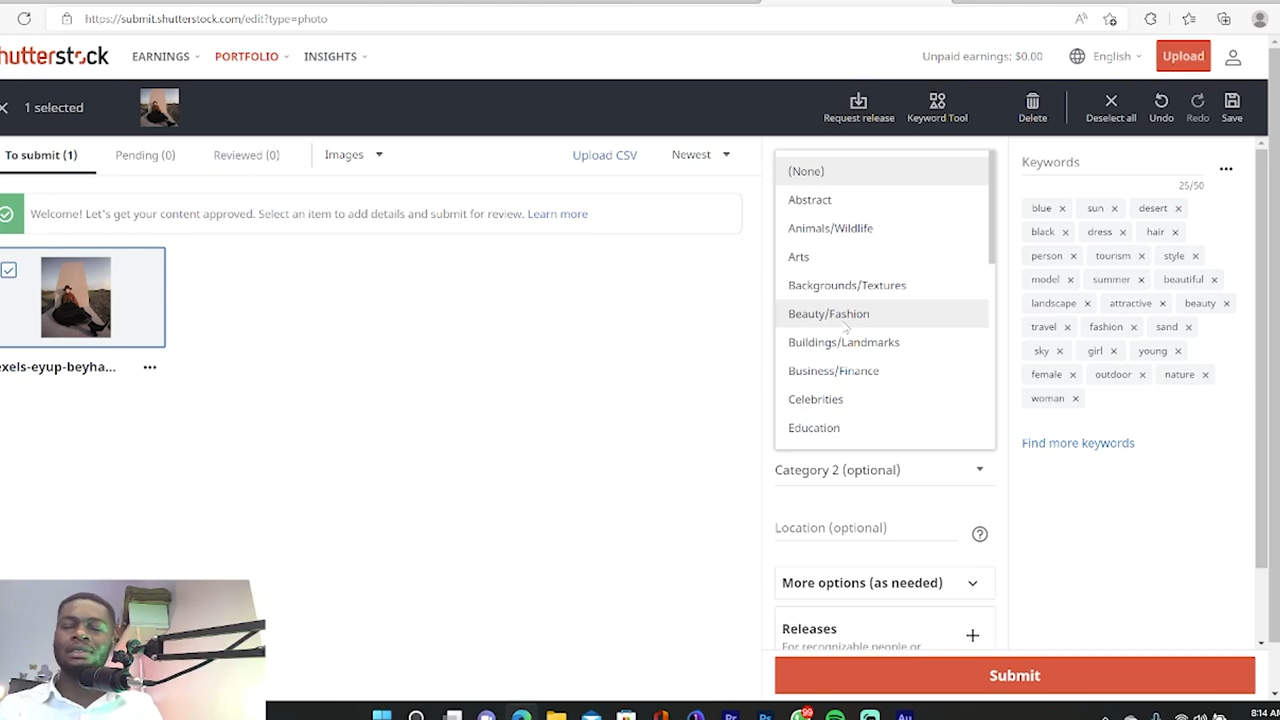 https://submit.shutterstock.com/edit?type=photo
hutterstock
EARNINGS
PORTFOLIO
INSIGHTS
Unpaid earnings: $0.00
English
Upload
1 selected
Request release
Keyword Tool
Delete
Deselect all
Undo
Redo
Save
To submit (1)
Pending (0)
Reviewed (0)
Images
Upload CSV
Newest
Welcome! Let's get your content approved. Select an item to add details and submit for review. Learn more
exels-eyup-beyha...
(None)
Abstract
Animals/Wildlife
Arts
Backgrounds/Textures
Beauty/Fashion
Buildings/Landmarks
Business/Finance
Celebrities
Education
Category 2 (optional)
Location (optional)
More options (as needed)
Releases
For recognizable people or
Keywords
25/50
blue × sun × desert ×
black × dress × hair ×
person × tourism × style ×
model × summer × beautiful ×
landscape × attractive × beauty ×
travel × fashion × sand ×
sky × girl × young ×
female × outdoor × nature ×
woman ×
Find more keywords
Submit
99
8:14 AM